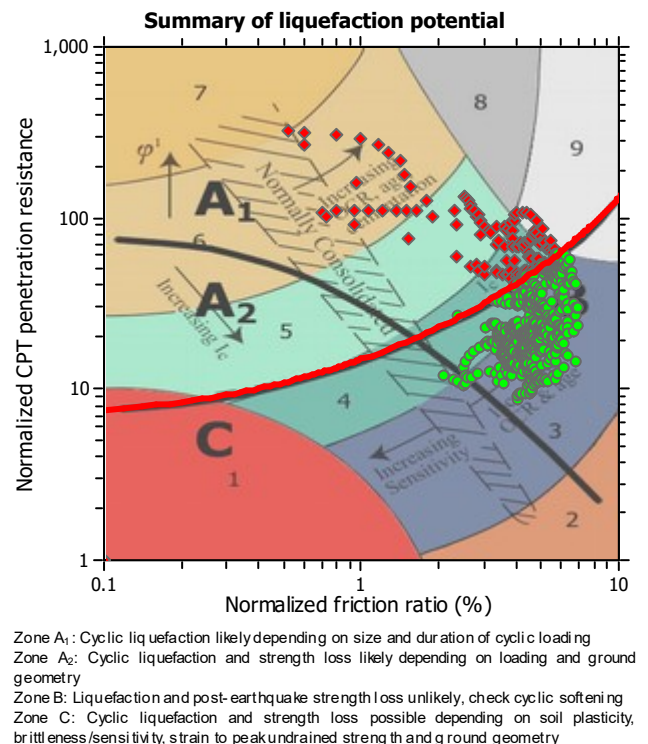 Summary of liquefaction potential
1,000
7
8
9
φ'
A1
Increasing
OCR, age
cementation
Normally Consolidated
100
6
A2
Increasing Ic
5
Ic
Normalized CPT penetration resistance
10
4
OCR & age
3
C
1
Increasing
Sensitivity
2
1
0.1
1
10
Normalized friction ratio (%)
Zone A1: Cyclic liquefaction likely depending on size and duration of cyclic loading
Zone A2: Cyclic liquefaction and strength loss likely depending on loading and ground
geometry
Zone B: Liquefaction and post-earthquake strength loss unlikely, check cyclic softening
Zone C: Cyclic liquefaction and strength loss possible depending on soil plasticity,
brittleness/sensitivity, strain to peak undrained strength and ground geometry